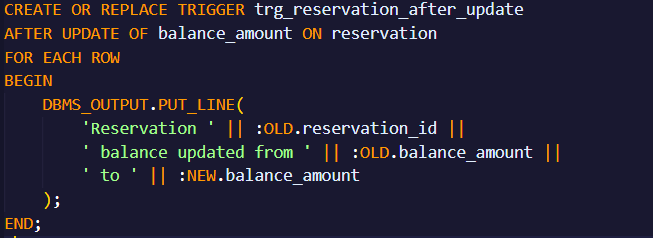 CREATE OR REPLACE TRIGGER trg_reservation_after_update
AFTER UPDATE OF balance_amount ON reservation
FOR EACH ROW
BEGIN
    DBMS_OUTPUT.PUT_LINE(
        'Reservation ' || :OLD.reservation_id ||
        ' balance updated from ' || :OLD.balance_amount ||
        ' to ' || :NEW.balance_amount
    );
END;